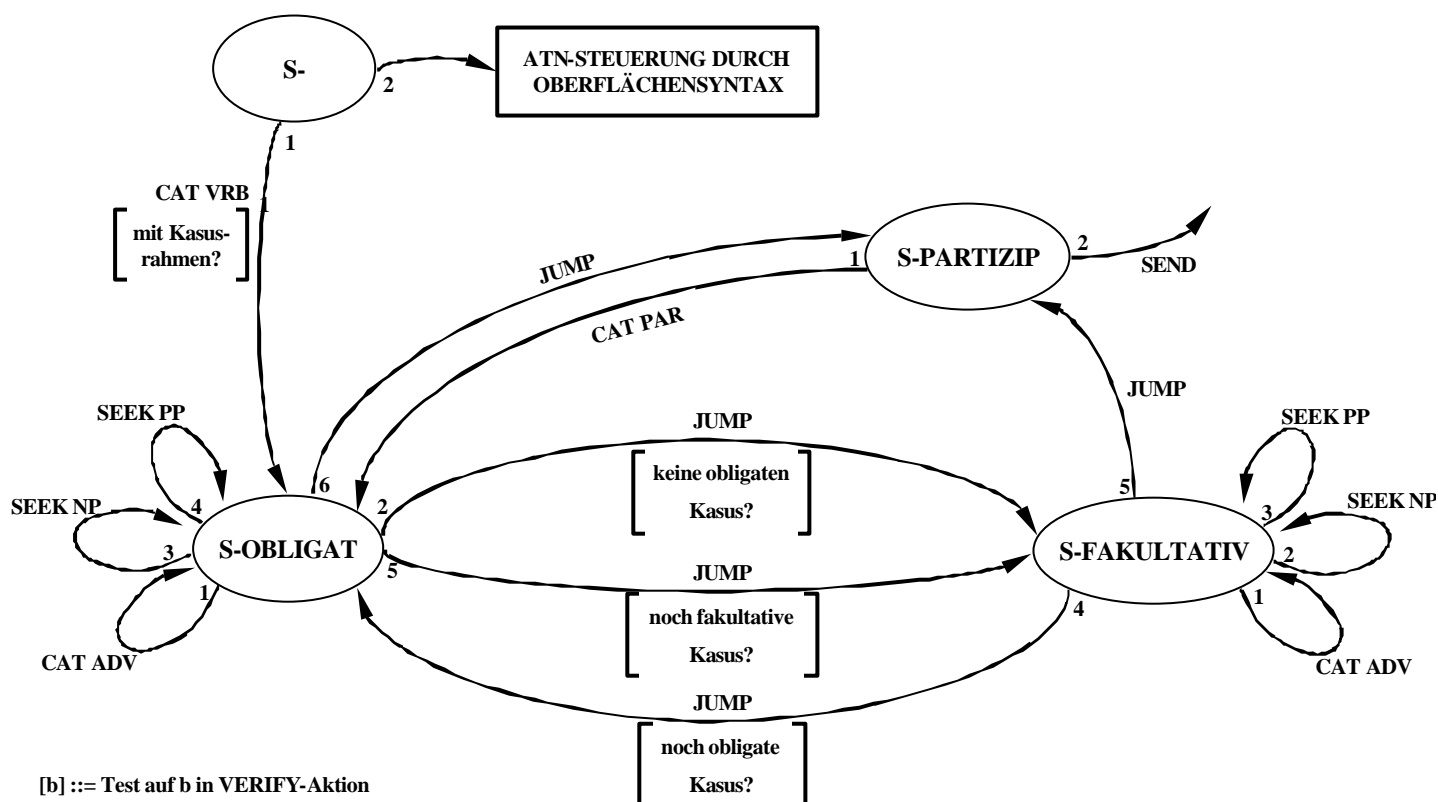 S-
2
ATN-STEUERUNG DURCH
OBERFLÄCHENSYNTAX
1
CAT VRB
1
mit Kasus-
rahmen?
JUMP
CAT PAR
1
S-PARTIZIP
2
SEND
JUMP
SEEK PP
SEEK NP
CAT ADV
4
3
1
S-OBLIGAT
6
2
5
JUMP
keine obligaten
Kasus?
JUMP
noch fakultative
Kasus?
JUMP
noch obligate
Kasus?
5
S-FAKULTATIV
4
3
2
1
SEEK PP
SEEK NP
CAT ADV
[b] ::= Test auf b in VERIFY-Aktion